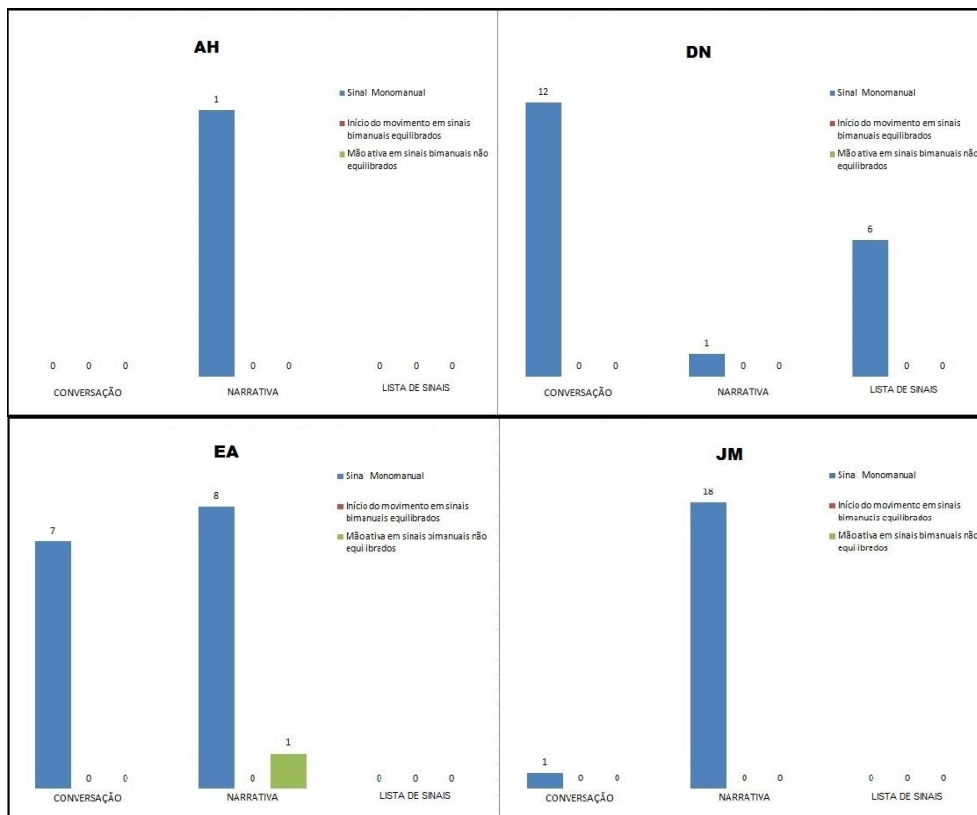 AH
Sinal Monomanual
Início do movimento em sinais
bimanuais equilibrados
Mão ativa em sinais bimanuais não
equilibrados
1
0 0 0
0 0
0 0 0
CONVERSAÇÃO NARRATIVA LISTA DE SINAIS
DN
12
Sinal Monomanual
Início do movimento em sinais
bimanuais equilibrados
Mão ativa em sinais bimanuais não
equilibrados
6
1
0 0
0 0
0 0
CONVERSAÇÃO NARRATIVA LISTA DE SINAIS
EA
Sinal Monomanual
8
Início do movimento em sinais
bimanuais equilibrados
7
Mão ativa em sinais bimanuais não
equilibrados
1
0 0
0
0 0 0
CONVERSAÇÃO NARRATIVA LISTA DE SINAIS
JM
Sinal Monomanual
18
Início do movimento em sinais
bimanuais equilibrados
Mão ativa em sinais bimanuais não
equilibrados
1
0 0
0 0
0 0 0
CONVERSAÇÃO NARRATIVA LISTA DE SINAIS